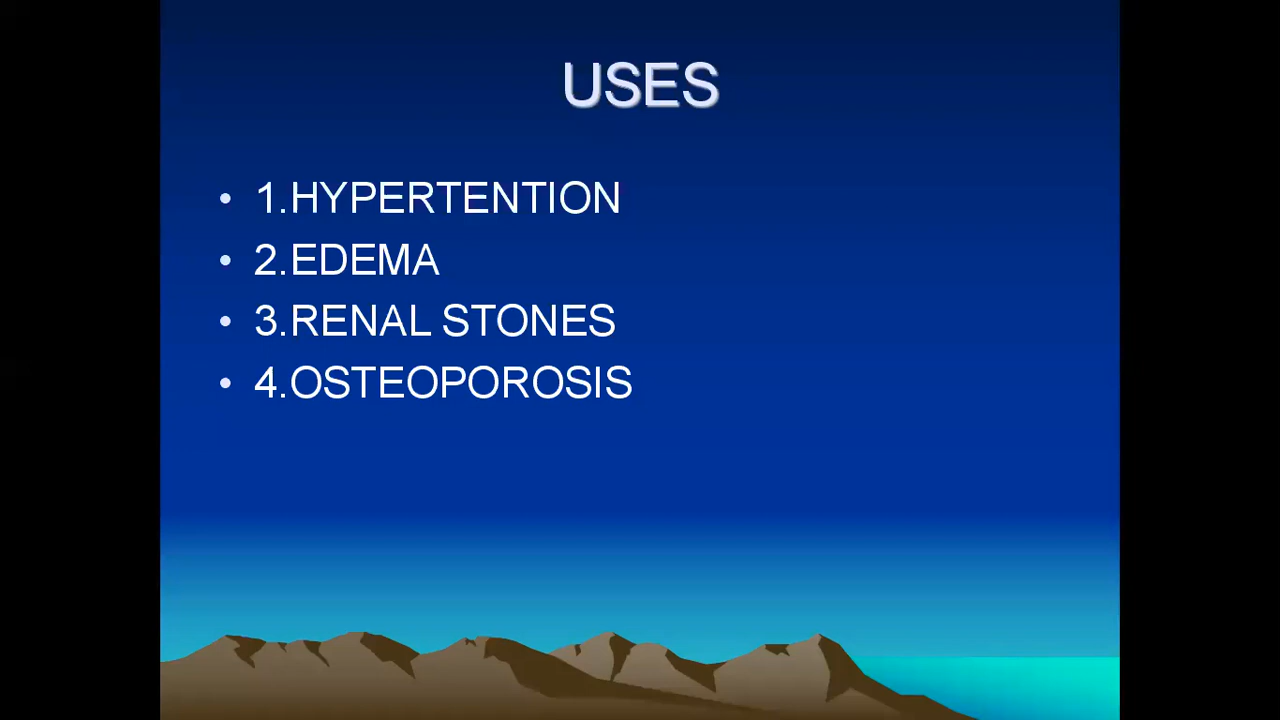 USES
• 1.HYPERTENTION
• 2.EDEMA
• 3.RENAL STONES
• 4.OSTEOPOROSIS